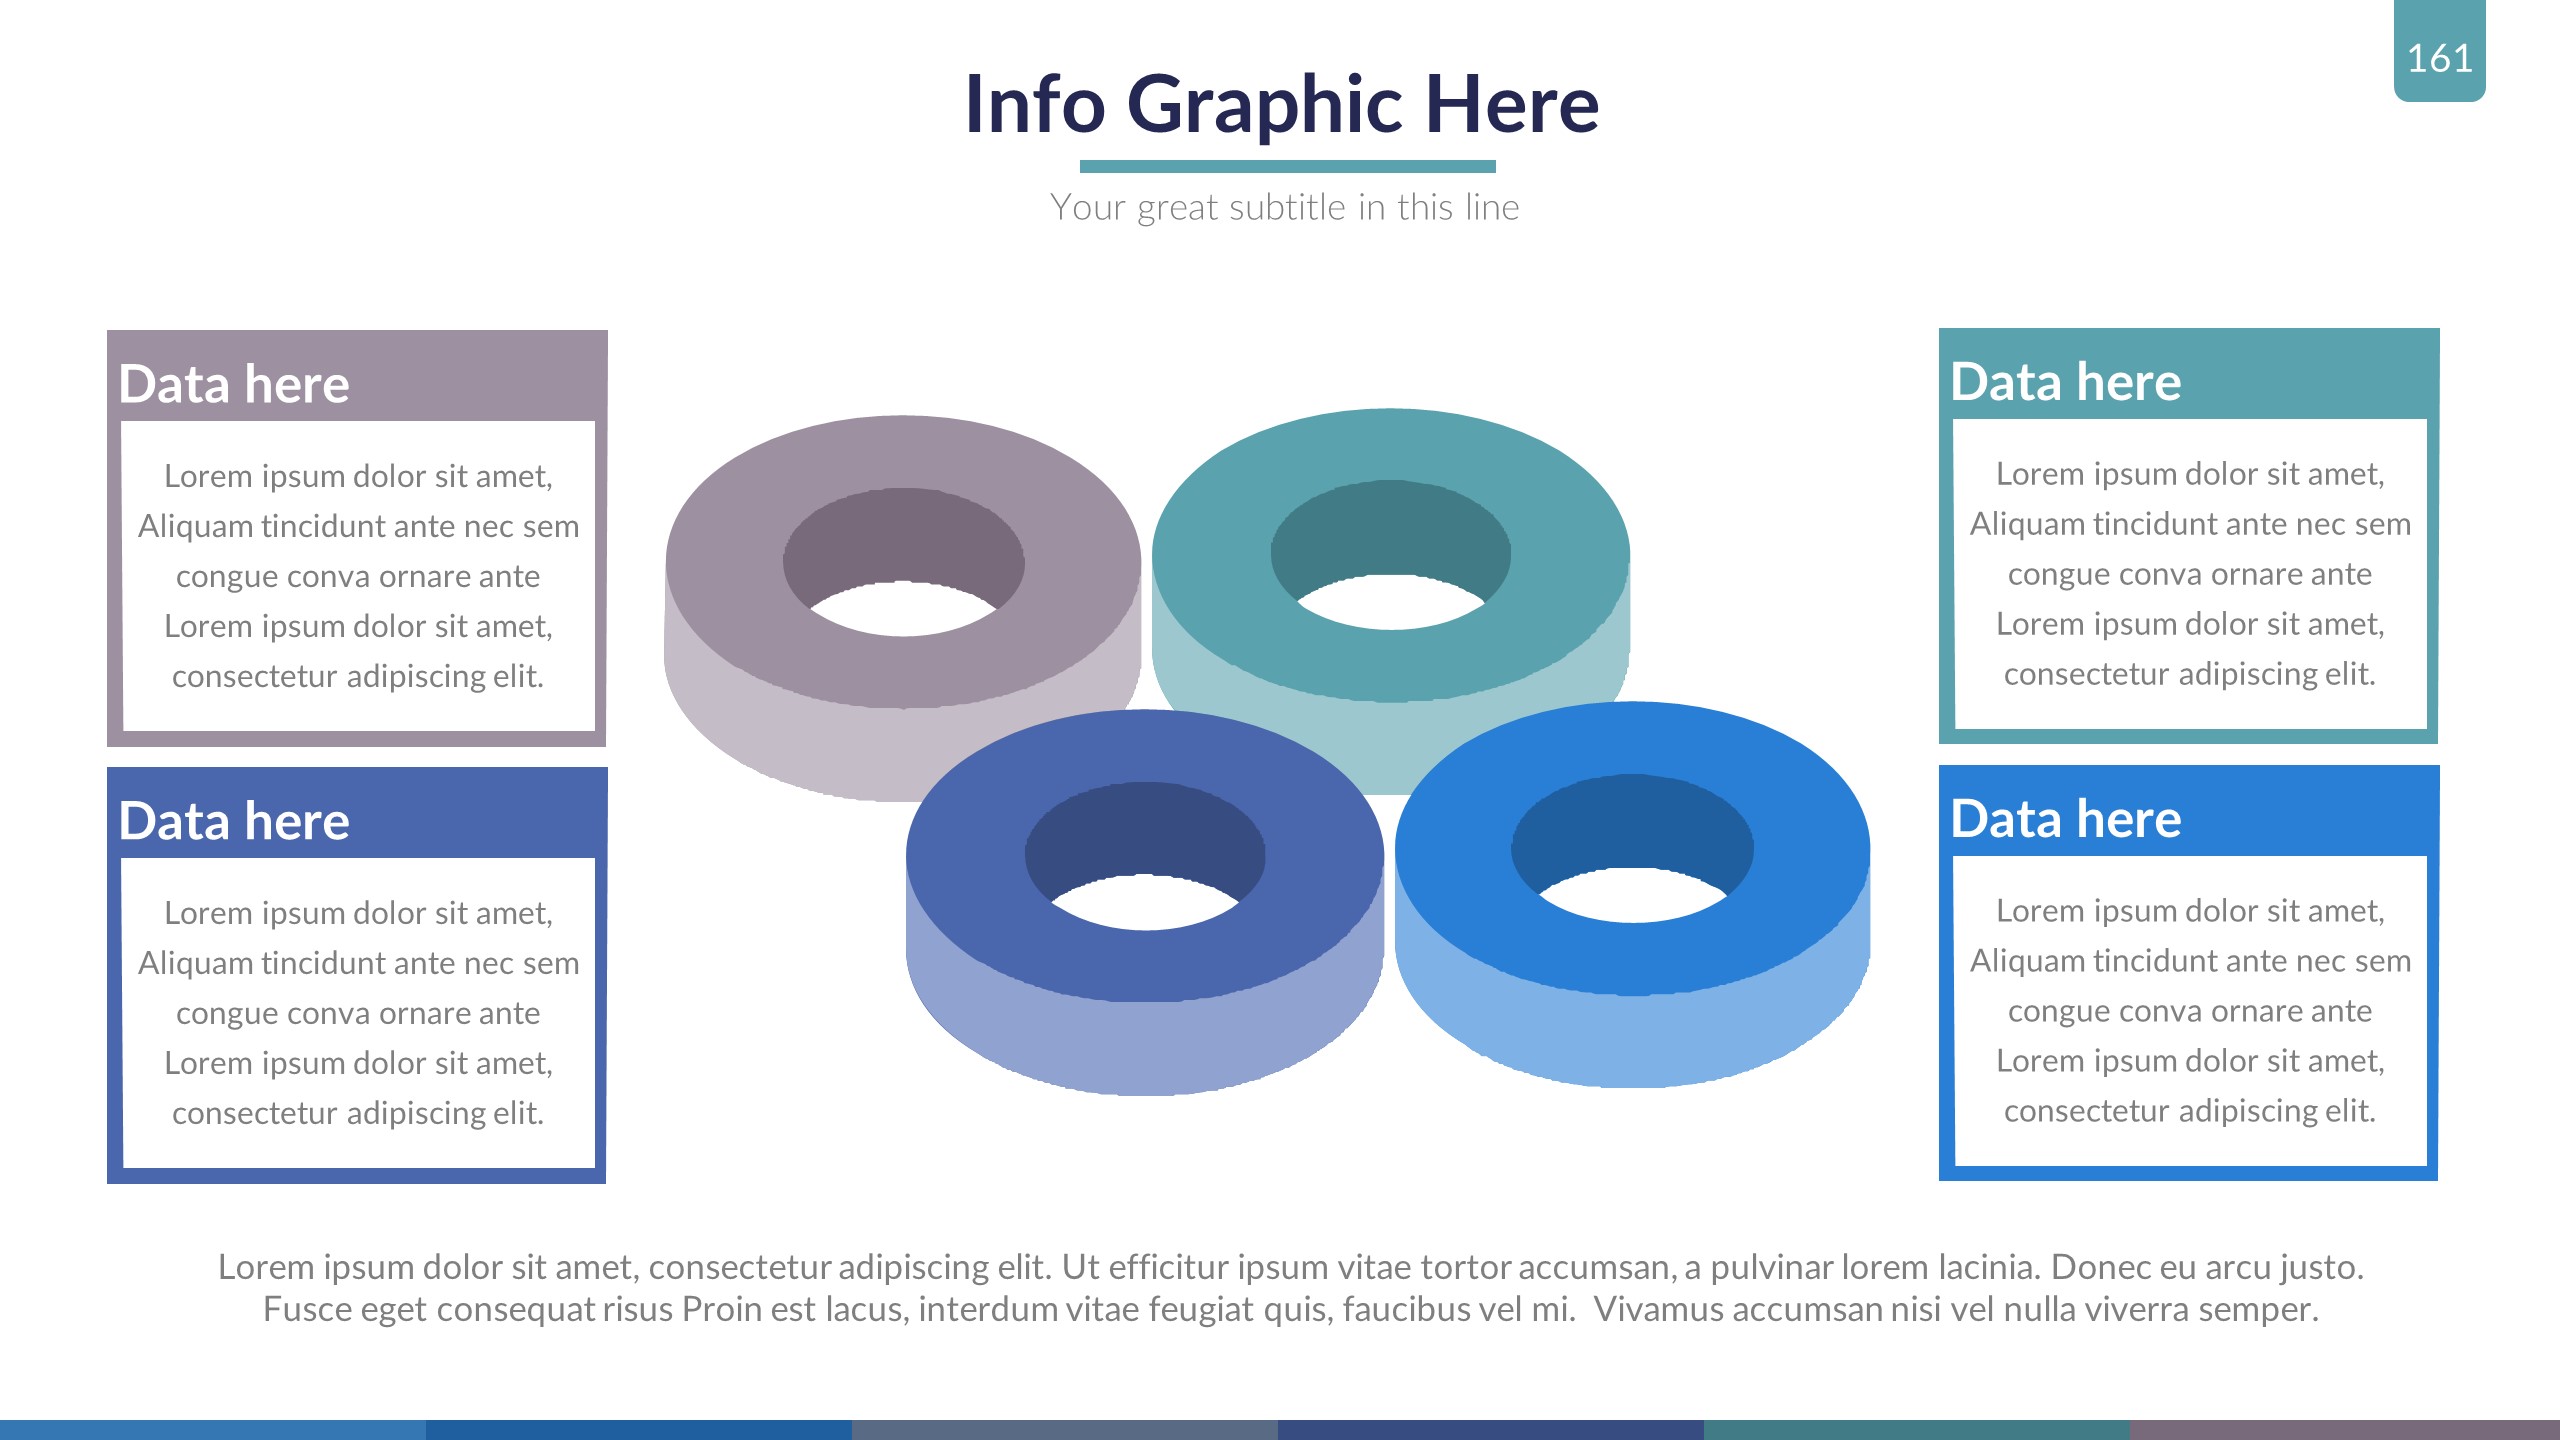 161
Info Graphic Here
Your great subtitle in this line
Data here
Lorem ipsum dolor sit amet,
Aliquam tincidunt ante nec sem
congue conva ornare ante
Lorem ipsum dolor sit amet,
consectetur adipiscing elit.
Data here
Lorem ipsum dolor sit amet,
Aliquam tincidunt ante nec sem
congue conva ornare ante
Lorem ipsum dolor sit amet,
consectetur adipiscing elit.
Data here
Lorem ipsum dolor sit amet,
Aliquam tincidunt ante nec sem
congue conva ornare ante
Lorem ipsum dolor sit amet,
consectetur adipiscing elit.
Data here
Lorem ipsum dolor sit amet,
Aliquam tincidunt ante nec sem
congue conva ornare ante
Lorem ipsum dolor sit amet,
consectetur adipiscing elit.
Lorem ipsum dolor sit amet, consectetur adipiscing elit. Ut efficitur ipsum vitae tortor accumsan, a pulvinar lorem lacinia. Donec eu arcu justo.
Fusce eget consequat risus Proin est lacus, interdum vitae feugiat quis, faucibus vel mi.  Vivamus accumsan nisi vel nulla viverra semper.